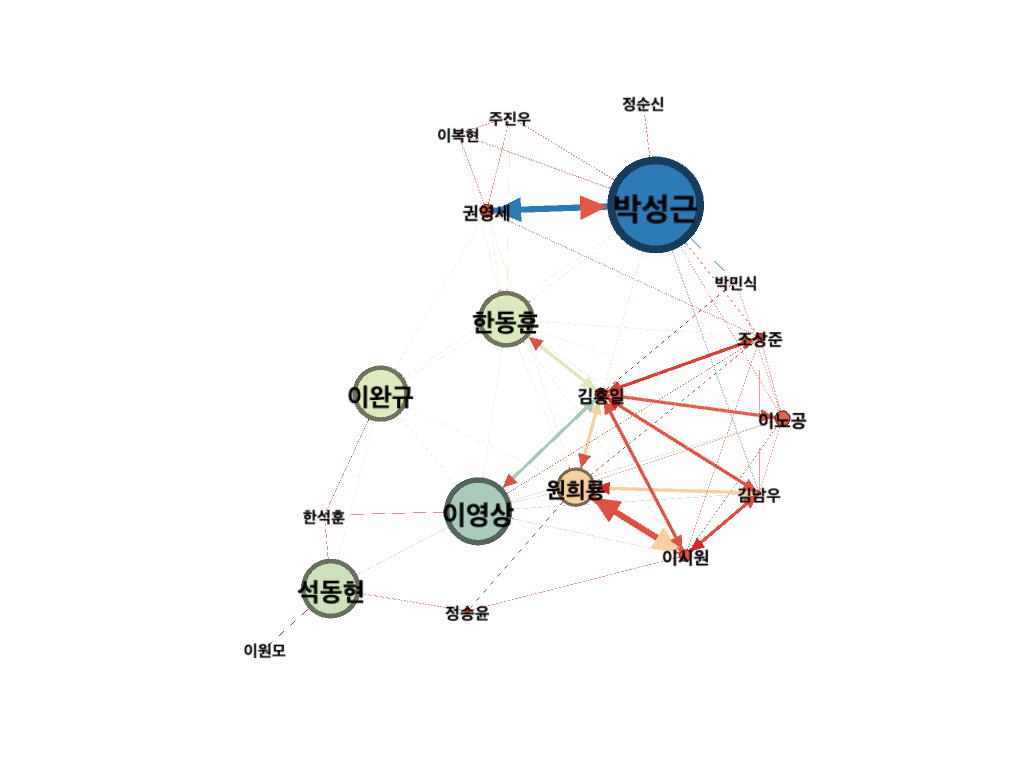 정순신
주진우
이복현
박성근
권영세
박민식
한동훈
조상준
이완규
김홍일
이노공
원희룡
김남우
이영상
한석훈
이시원
석동현
정승윤
이원모